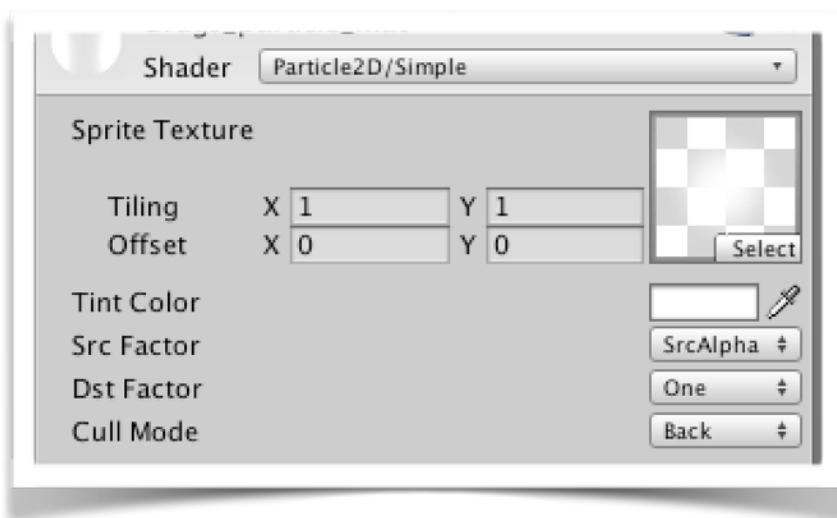 Shader Particle2D/Simple
Sprite Texture
Tiling X 1 Y 1
Offset X 0 Y 0
Select
Tint Color
Src Factor SrcAlpha
Dst Factor One
Cull Mode Back